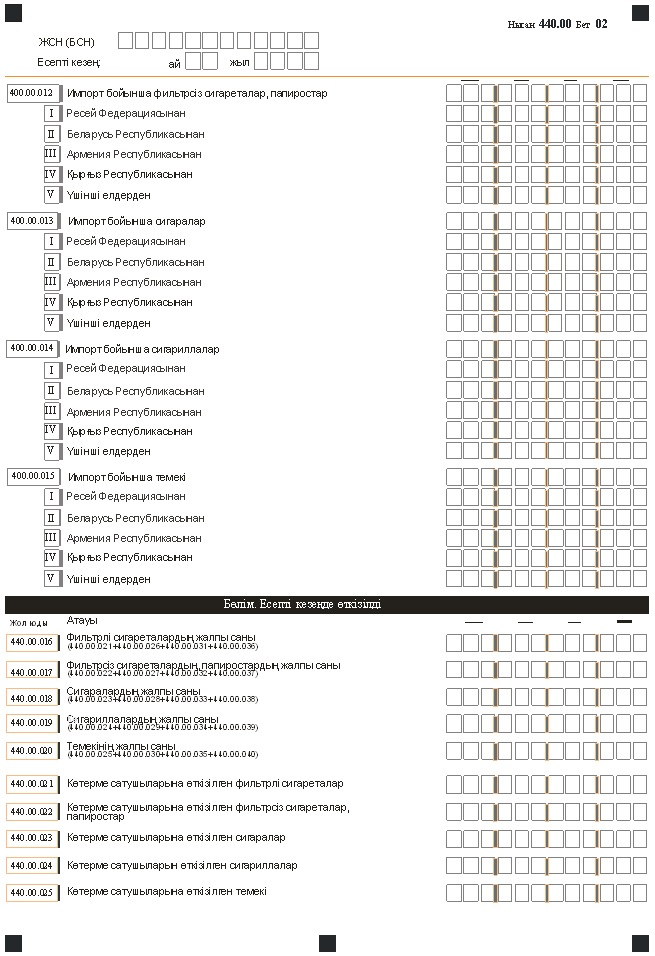 Нысан 440.00 Бет 02
ЖСН (БСН)
Есепті кезең: ай жыл
400.00.012 Импорт бойынша фильтрсіз сигареталар, папиростар
I Ресей Федерациясынан
II Беларусь Республикасынан
III Армения Республикасынан
IV Қырғыз Республикасынан
V Үшінші елдерден
400.00.013 Импорт бойынша сигаралар
I Ресей Федерациясынан
II Беларусь Республикасынан
III Армения Республикасынан
IV Қырғыз Республикасынан
V Үшінші елдерден
400.00.014 Импорт бойынша сигариллалар
I Ресей Федерациясынан
II Беларусь Республикасынан
III Армения Республикасынан
IV Қырғыз Республикасынан
V Үшінші елдерден
400.00.015 Импорт бойынша темекі
I Ресей Федерациясынан
II Беларусь Республикасынан
III Армения Республикасынан
IV Қырғыз Республикасынан
V Үшінші елдерден
Бөлім. Есепті кезеңде өткізілді
Жол коды Атауы
440.00.016 Фильтрлі сигареталардың жалпы саны
(440.00.021+440.00.026+440.00.031+440.00.036)
440.00.017 Фильтрсіз сигареталардың, папиростардың жалпы саны
(440.00.022+440.00.027+440.00.032+440.00.037)
440.00.018 Сигаралардың жалпы саны
(440.00.023+440.00.028+440.00.033+440.00.038)
440.00.019 Сигариллалардың жалпы саны
(440.00.024+440.00.029+440.00.034+440.00.039)
440.00.020 Темекінің жалпы саны
(440.00.025+440.00.030+440.00.035+440.00.040)
440.00.021 Көтерме сатушыларына өткізілген фильтрлі сигареталар
440.00.022 Көтерме сатушыларына өткізілген фильтрсіз сигареталар,
папиростар
440.00.023 Көтерме сатушыларына өткізілген сигаралар
440.00.024 Көтерме сатушыларын өткізілген сигариллалар
440.00.025 Көтерме сатушыларына өткізілген темекі